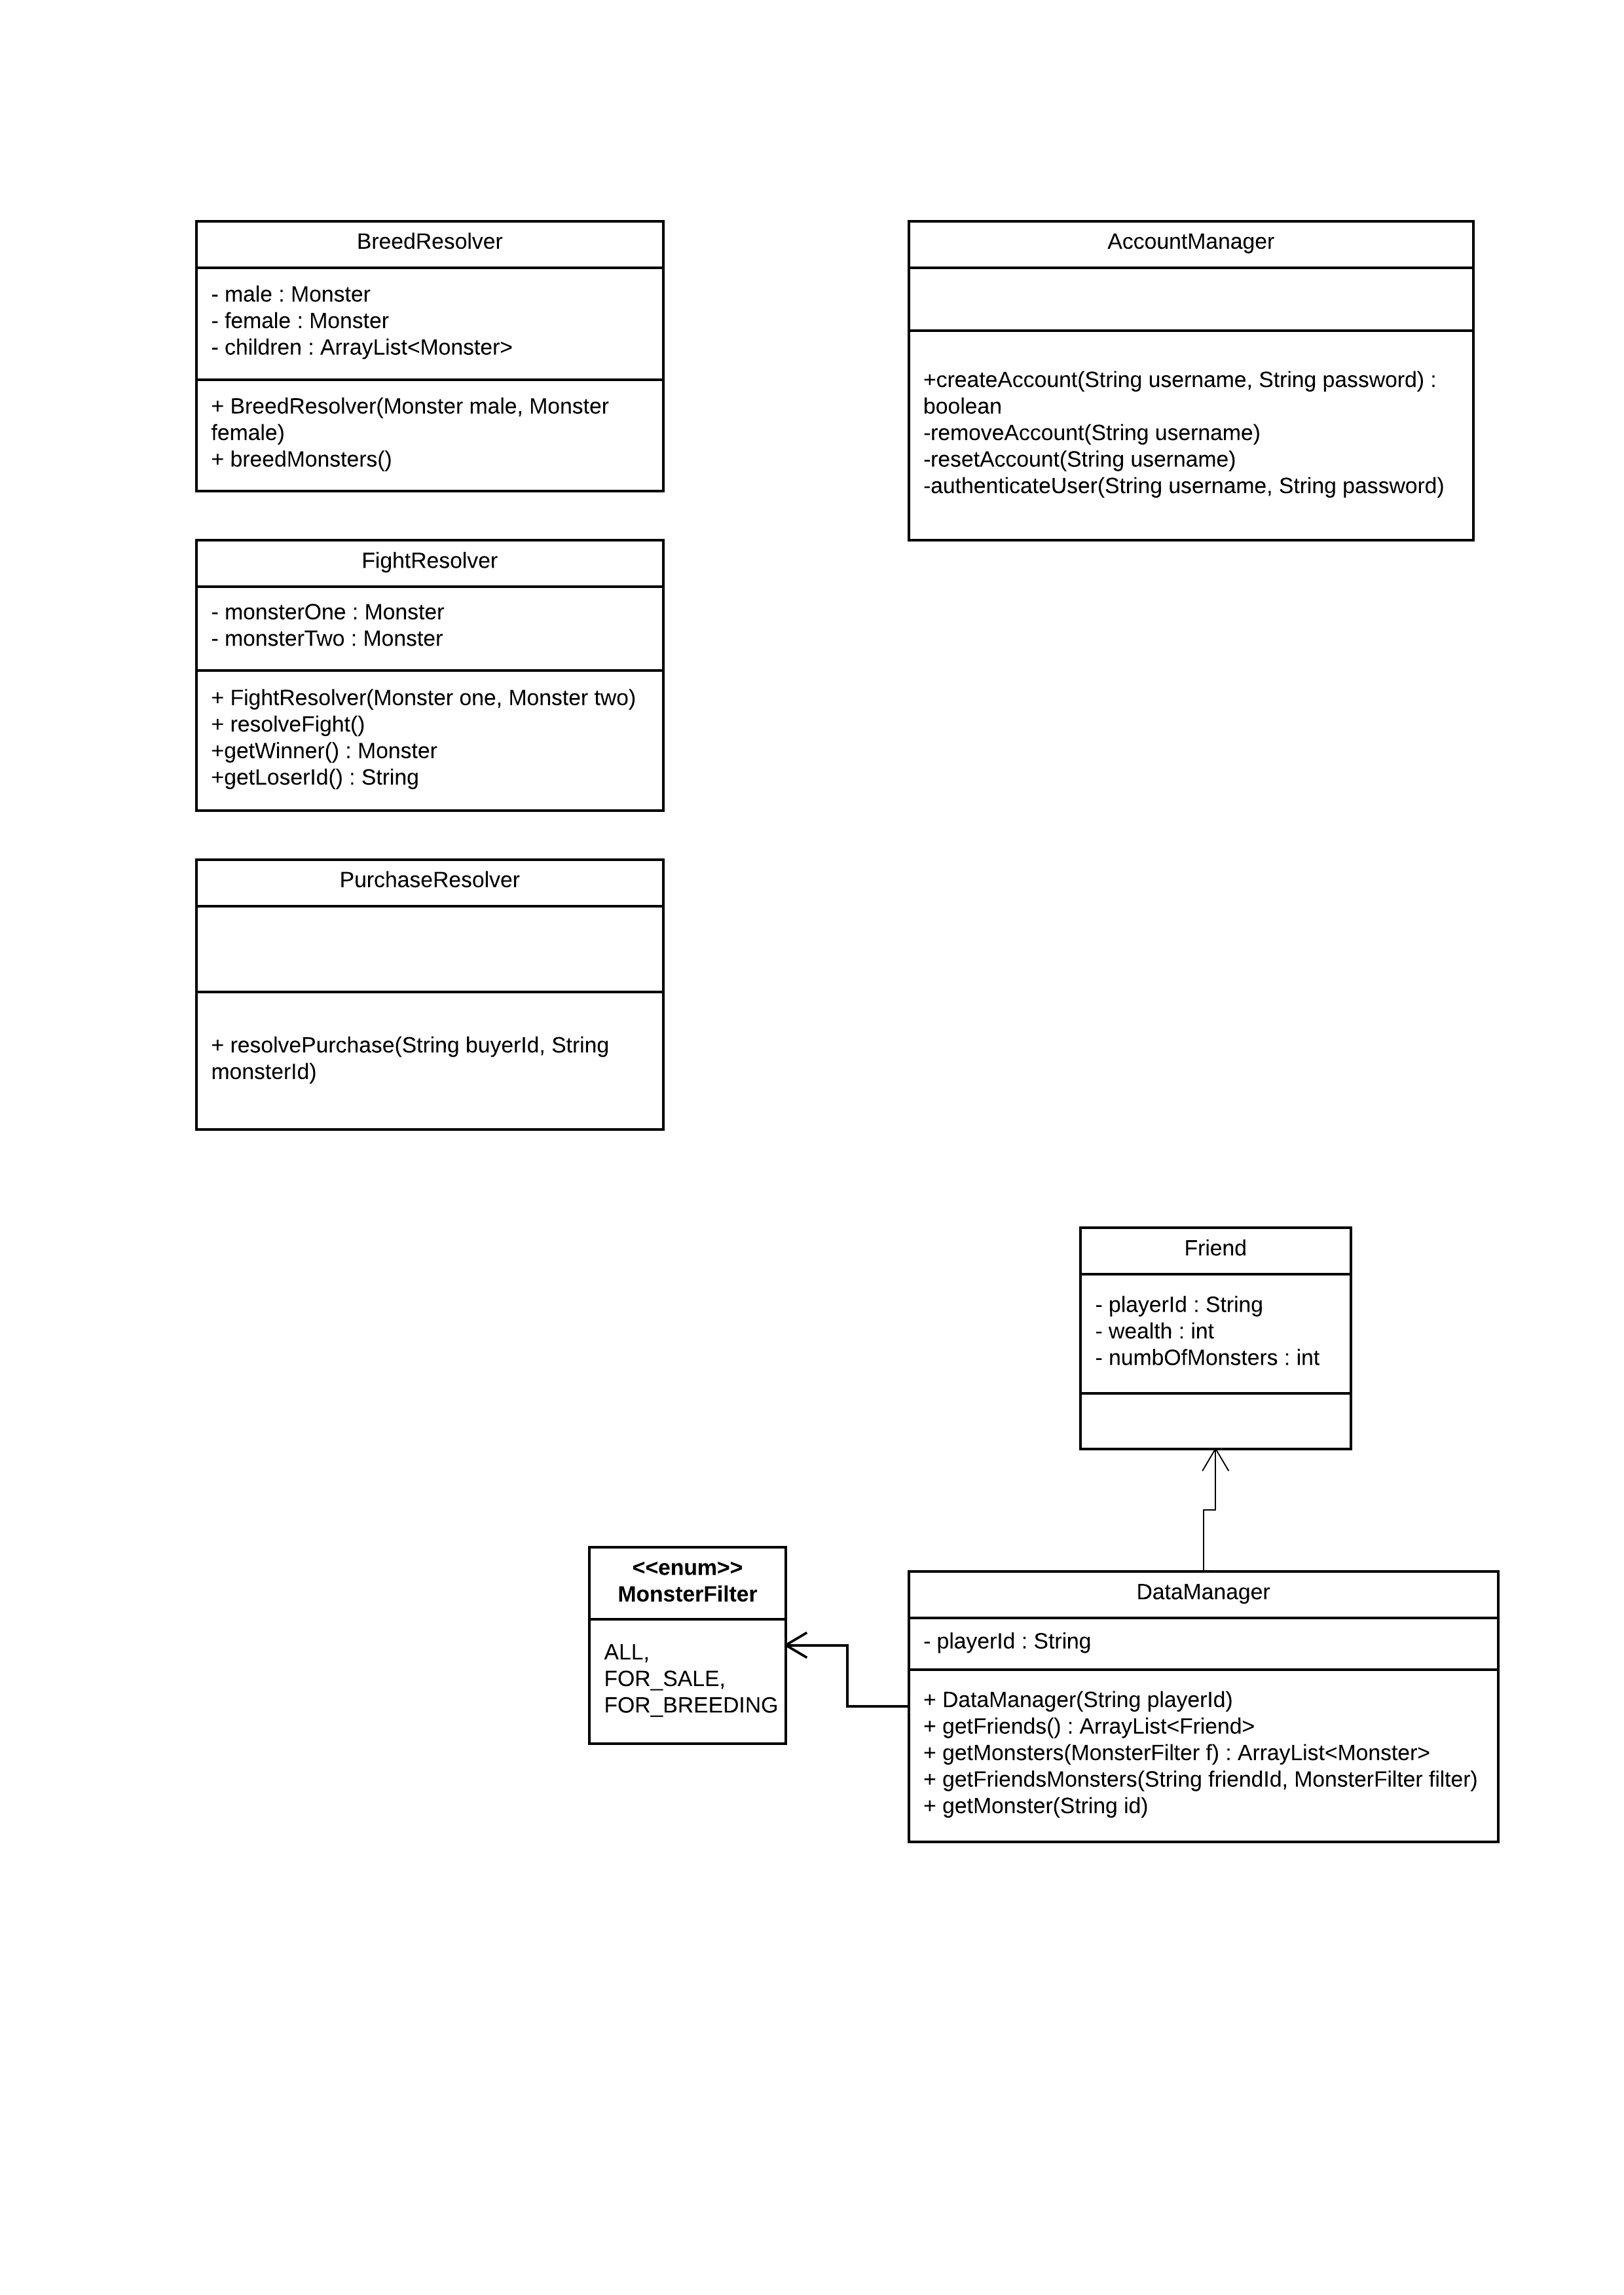 BreedResolver
- male : Monster
- female : Monster
- children : ArrayList<Monster>
+ BreedResolver(Monster male, Monster
female)
+ breedMonsters()
AccountManager
+createAccount(String username, String password) :
boolean
-removeAccount(String username)
-resetAccount(String username)
-authenticateUser(String username, String password)
FightResolver
- monsterOne : Monster
- monsterTwo : Monster
+ FightResolver(Monster one, Monster two)
+ resolveFight()
+getWinner() : Monster
+getLoserId() : String
PurchaseResolver
+ resolvePurchase(String buyerId, String
monsterId)
Friend
- playerId : String
- wealth : int
- numbOfMonsters : int
<<enum>>
MonsterFilter
ALL,
FOR_SALE,
FOR_BREEDING
DataManager
- playerId : String
+ DataManager(String playerId)
+ getFriends() : ArrayList<Friend>
+ getMonsters(MonsterFilter f) : ArrayList<Monster>
+ getFriendsMonsters(String friendId, MonsterFilter filter)
+ getMonster(String id)